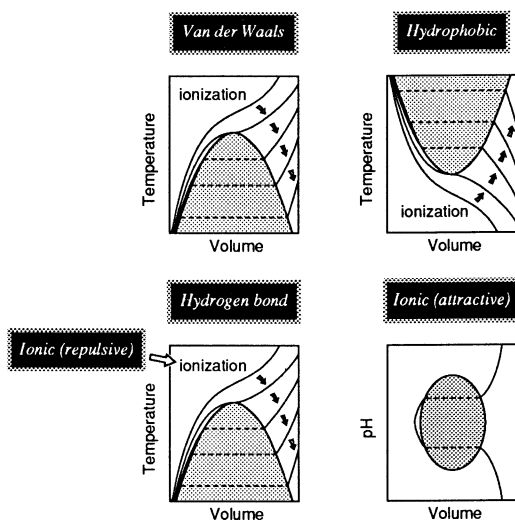 Van der Waals
Hydrophobic
ionization
Temperature
Volume
Temperature
ionization
Volume
Hydrogen bond
Ionic (attractive)
Ionic (repulsive)
ionization
Temperature
Volume
pH
Volume